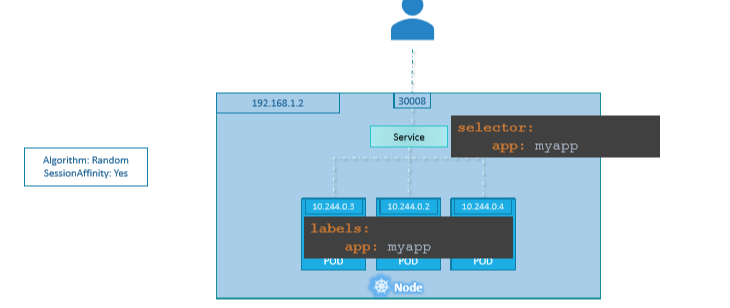 192.168.1.2
30008
Service
selector:
app: myapp
Algorithm: Random
SessionAffinity: Yes
10.244.0.3
10.244.0.2
10.244.0.4
labels:
app: myapp
POD
POD
POD
Node